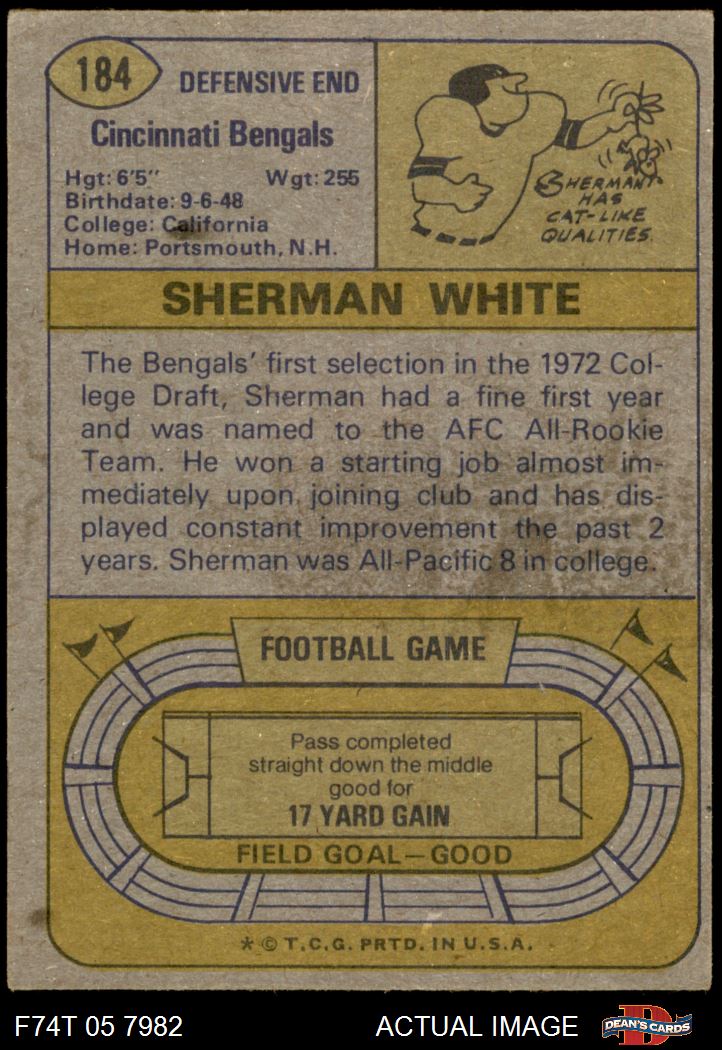 184
DEFENSIVE END
Cincinnati Bengals
Hgt: 6'5" Wgt: 255
Birthdate: 9-6-48
College: California
Home: Portsmouth, N.H.
SHERMAN
HAS
CAT-LIKE
QUALITIES.
SHERMAN WHITE
The Bengals' first selection in the 1972 Col-
lege Draft, Sherman had a fine first year
and was named to the AFC All-Rookie
Team. He won a starting job almost im-
mediately upon joining club and has dis-
played constant improvement the past 2
years. Sherman was All-Pacific 8 in college.
FOOTBALL GAME
Pass completed
straight down the middle
good for
17 YARD GAIN
FIELD GOAL—GOOD
* © T.C.G. PRTD. IN U.S.A.
F74T 05 7982 ACTUAL IMAGE
D
DEAN'S CARDS